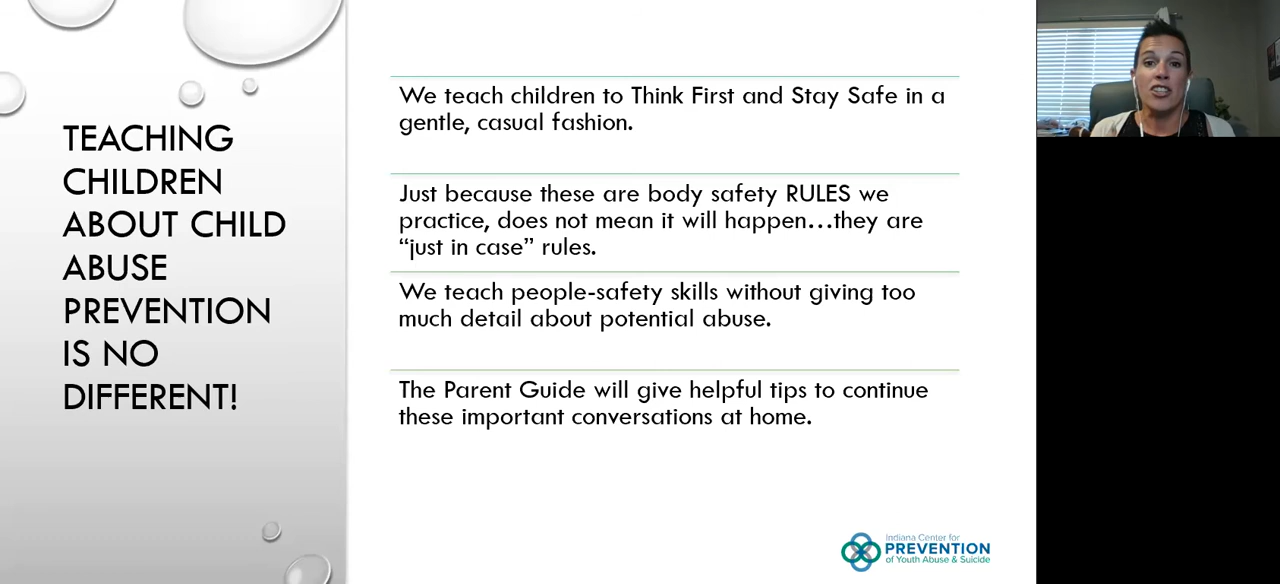 TEACHING
CHILDREN
ABOUT CHILD
ABUSE
PREVENTION
IS NO
DIFFERENT!
We teach children to Think First and Stay Safe in a
gentle, casual fashion.
Just because these are body safety RULES we
practice, does not mean it will happen…they are
“just in case” rules.
We teach people-safety skills without giving too
much detail about potential abuse.
The Parent Guide will give helpful tips to continue
these important conversations at home.
Indiana Center for
PREVENTION
of Youth Abuse & Suicide